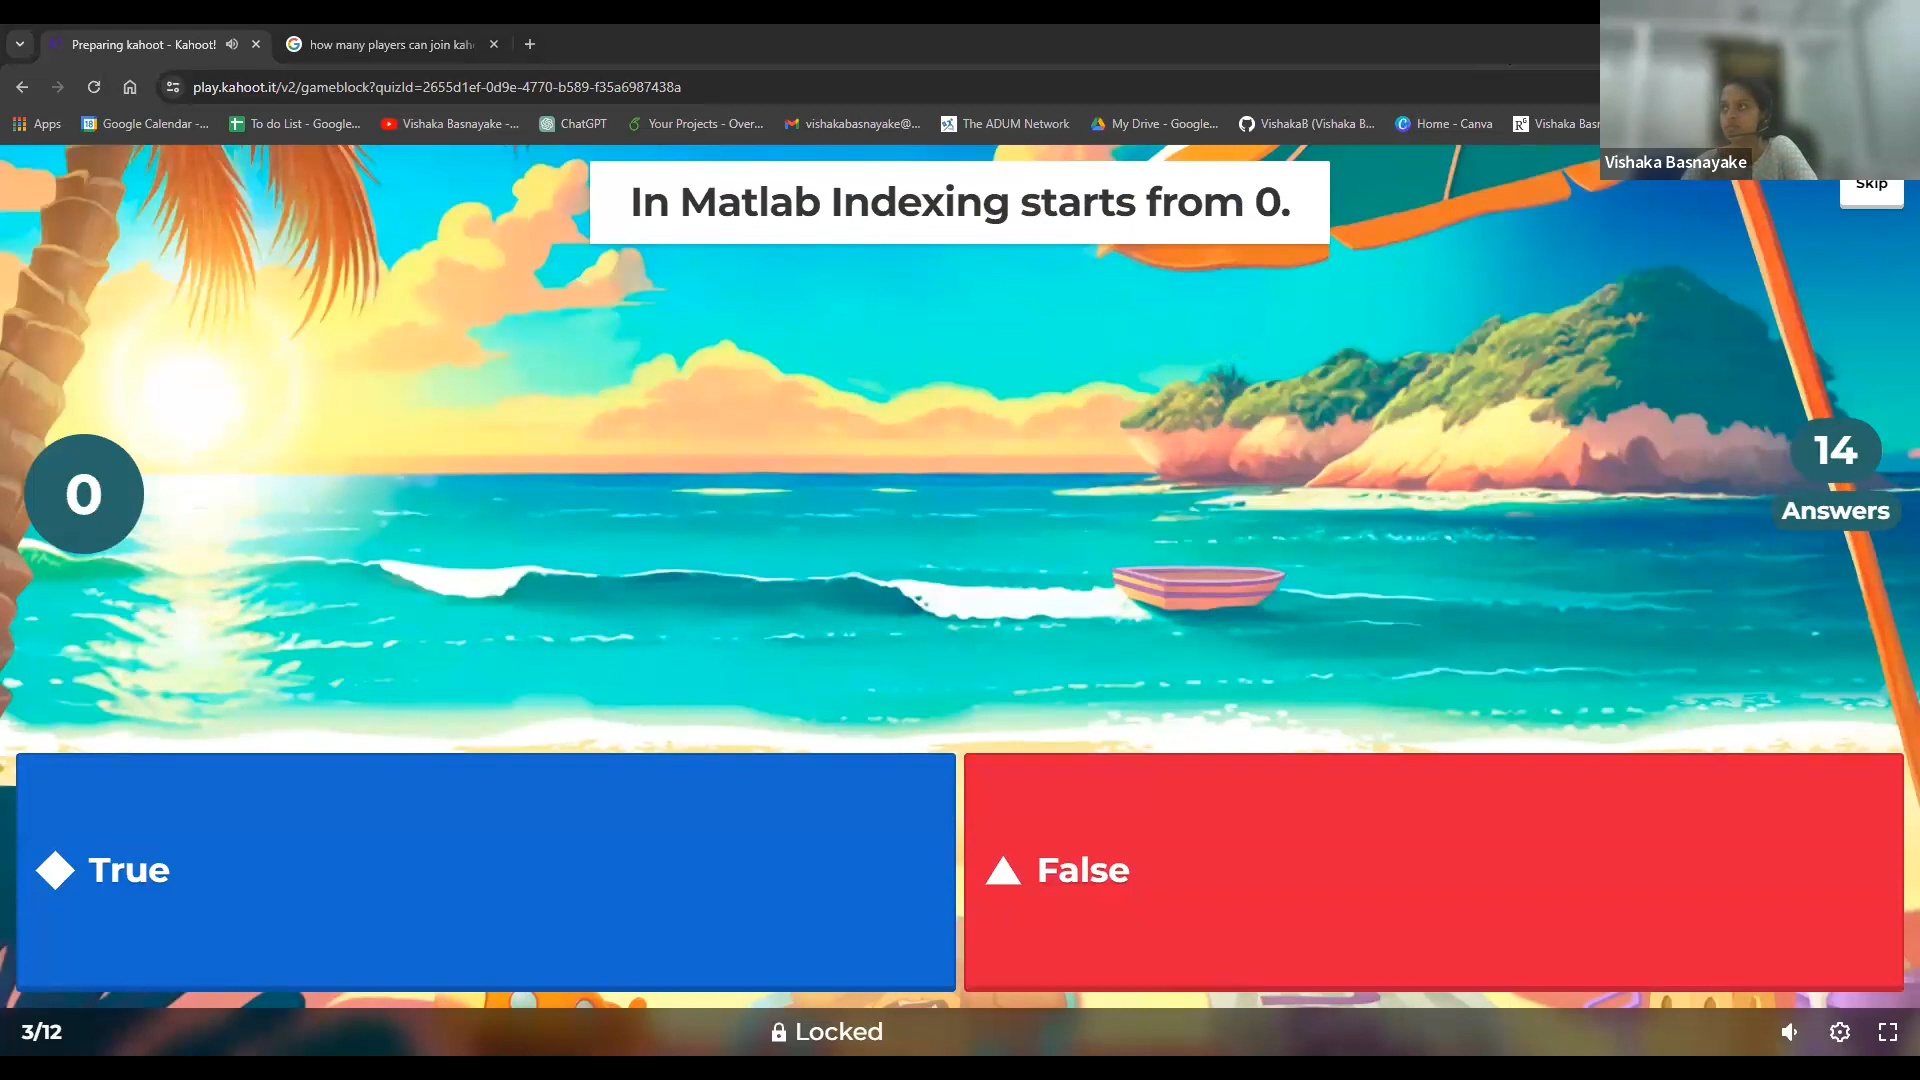 Preparing kahoot - Kahoot!
how many players can join kah
play.kahoot.it/v2/gameblock?quizId=2655d1ef-0d9e-4770-b589-f35a6987438a
Apps
18
Google Calendar -...
To do List - Google...
Vishaka Basnayake -...
ChatGPT
Your Projects - Over...
vishakabasnayake@...
The ADUM Network
My Drive - Google...
VishakaB (Vishaka B...
Home - Canva
Vishaka Basn
Vishaka Basnayake
Skip
In Matlab Indexing starts from 0.
0
14
Answers
True
False
3/12
Locked